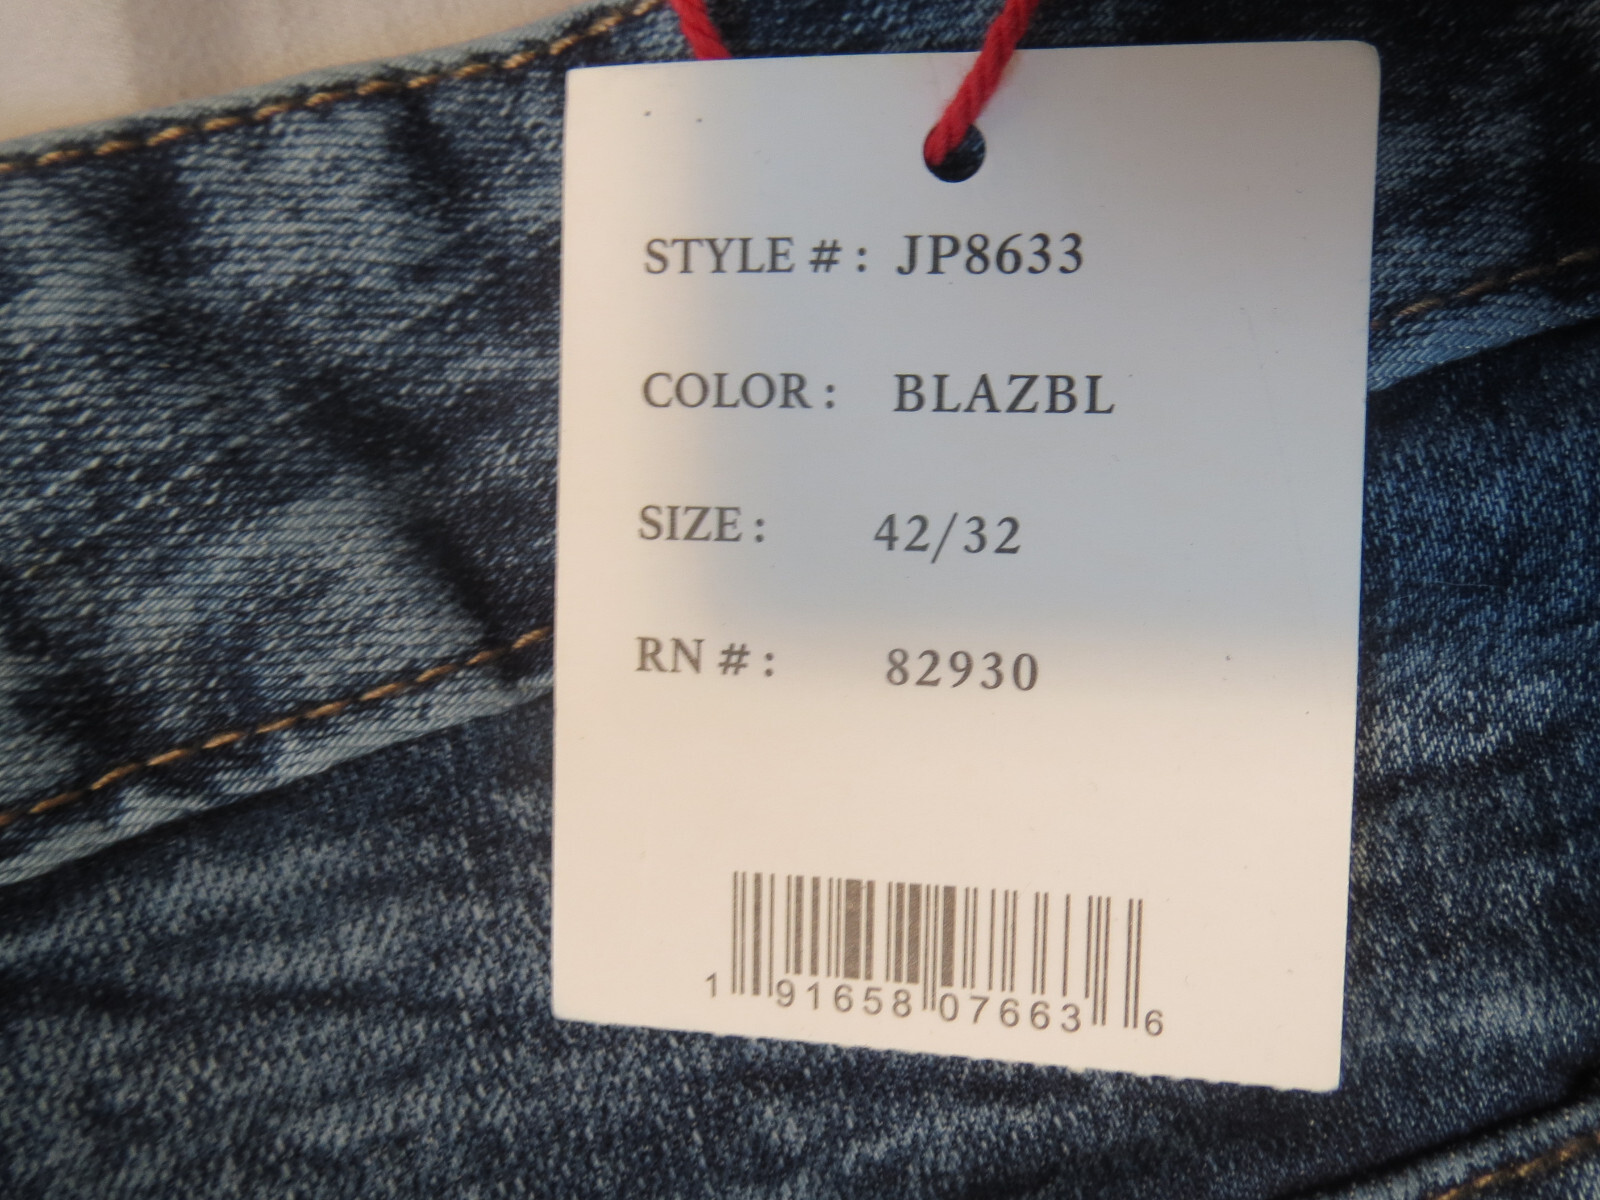 STYLE # : JP8633
COLOR : BLAZBL
SIZE : 42/32
RN # : 82930
1 91658 07663 6